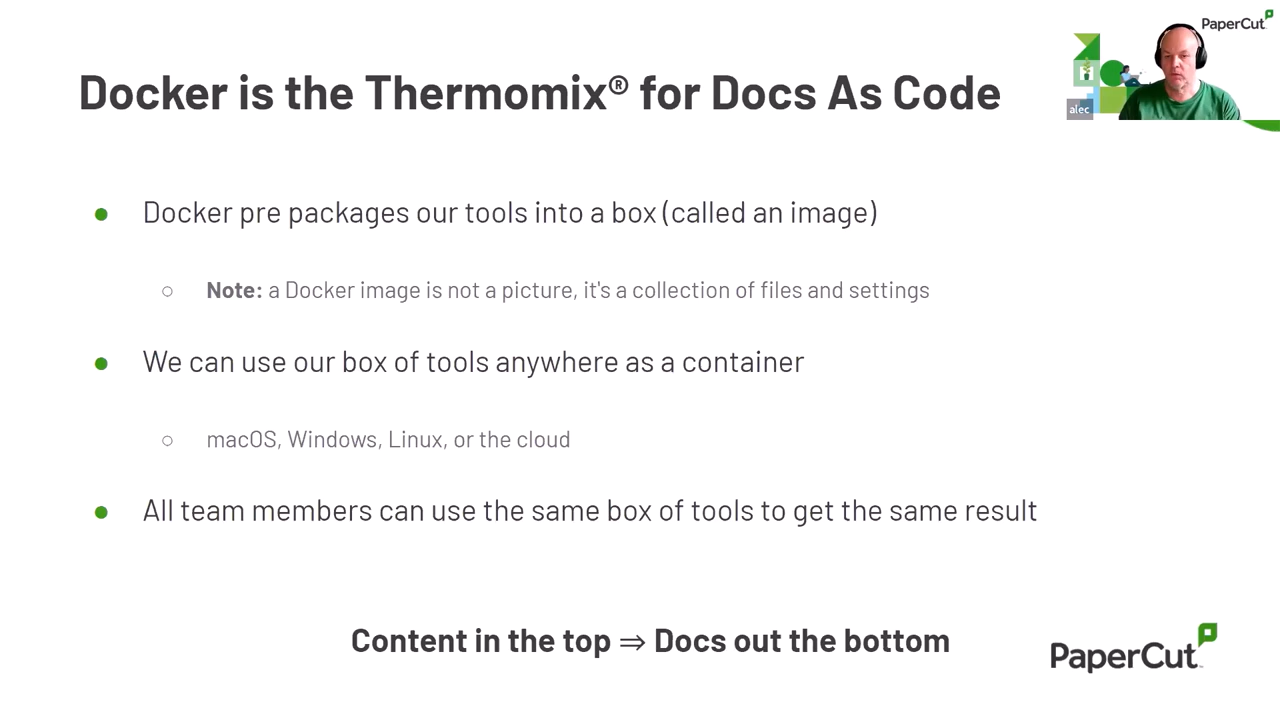 PaperCut
alec
Docker is the Thermomix® for Docs As Code
● Docker pre packages our tools into a box (called an image)
○ Note: a Docker image is not a picture, it's a collection of files and settings
● We can use our box of tools anywhere as a container
○ macOS, Windows, Linux, or the cloud
● All team members can use the same box of tools to get the same result
Content in the top ⇒ Docs out the bottom
PaperCut™